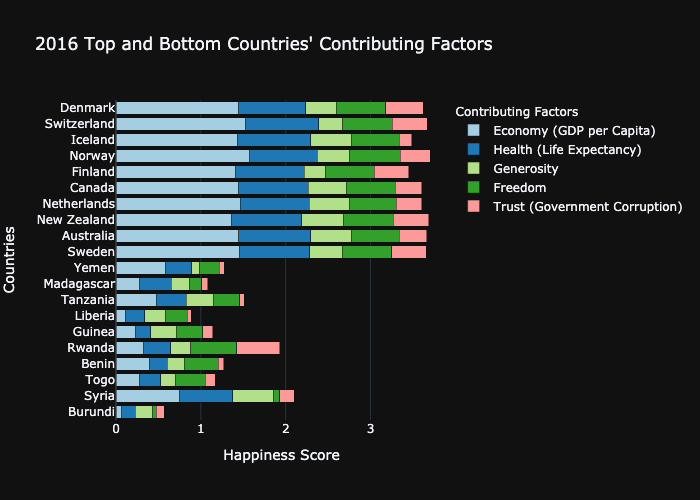 2016 Top and Bottom Countries' Contributing Factors
Contributing Factors
Economy (GDP per Capita)
Health (Life Expectancy)
Generosity
Freedom
Trust (Government Corruption)
Countries
Denmark
Switzerland
Iceland
Norway
Finland
Canada
Netherlands
New Zealand
Australia
Sweden
Yemen
Madagascar
Tanzania
Liberia
Guinea
Rwanda
Benin
Togo
Syria
Burundi
0 1 2 3
Happiness Score